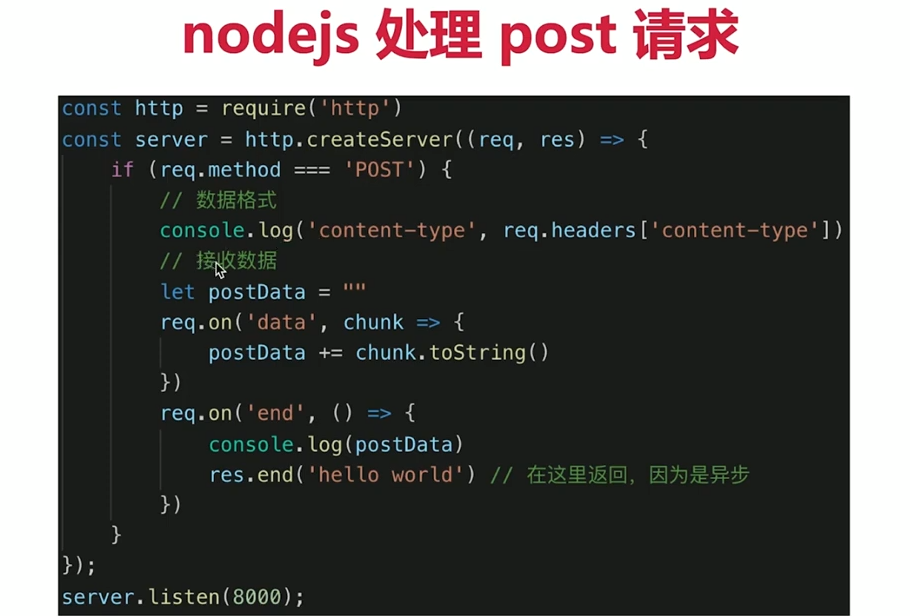 nodejs 处理 post 请求
const http = require('http')
const server = http.createServer((req, res) => {
if (req.method === 'POST') {
// 数据格式
console.log('content-type', req.headers['content-type'])
// 接收数据
let postData = ""
req.on('data', chunk => {
postData += chunk.toString()
})
req.on('end', () => {
console.log(postData)
res.end('hello world') // 在这里返回，因为是异步
})
}
});
server.listen(8000);